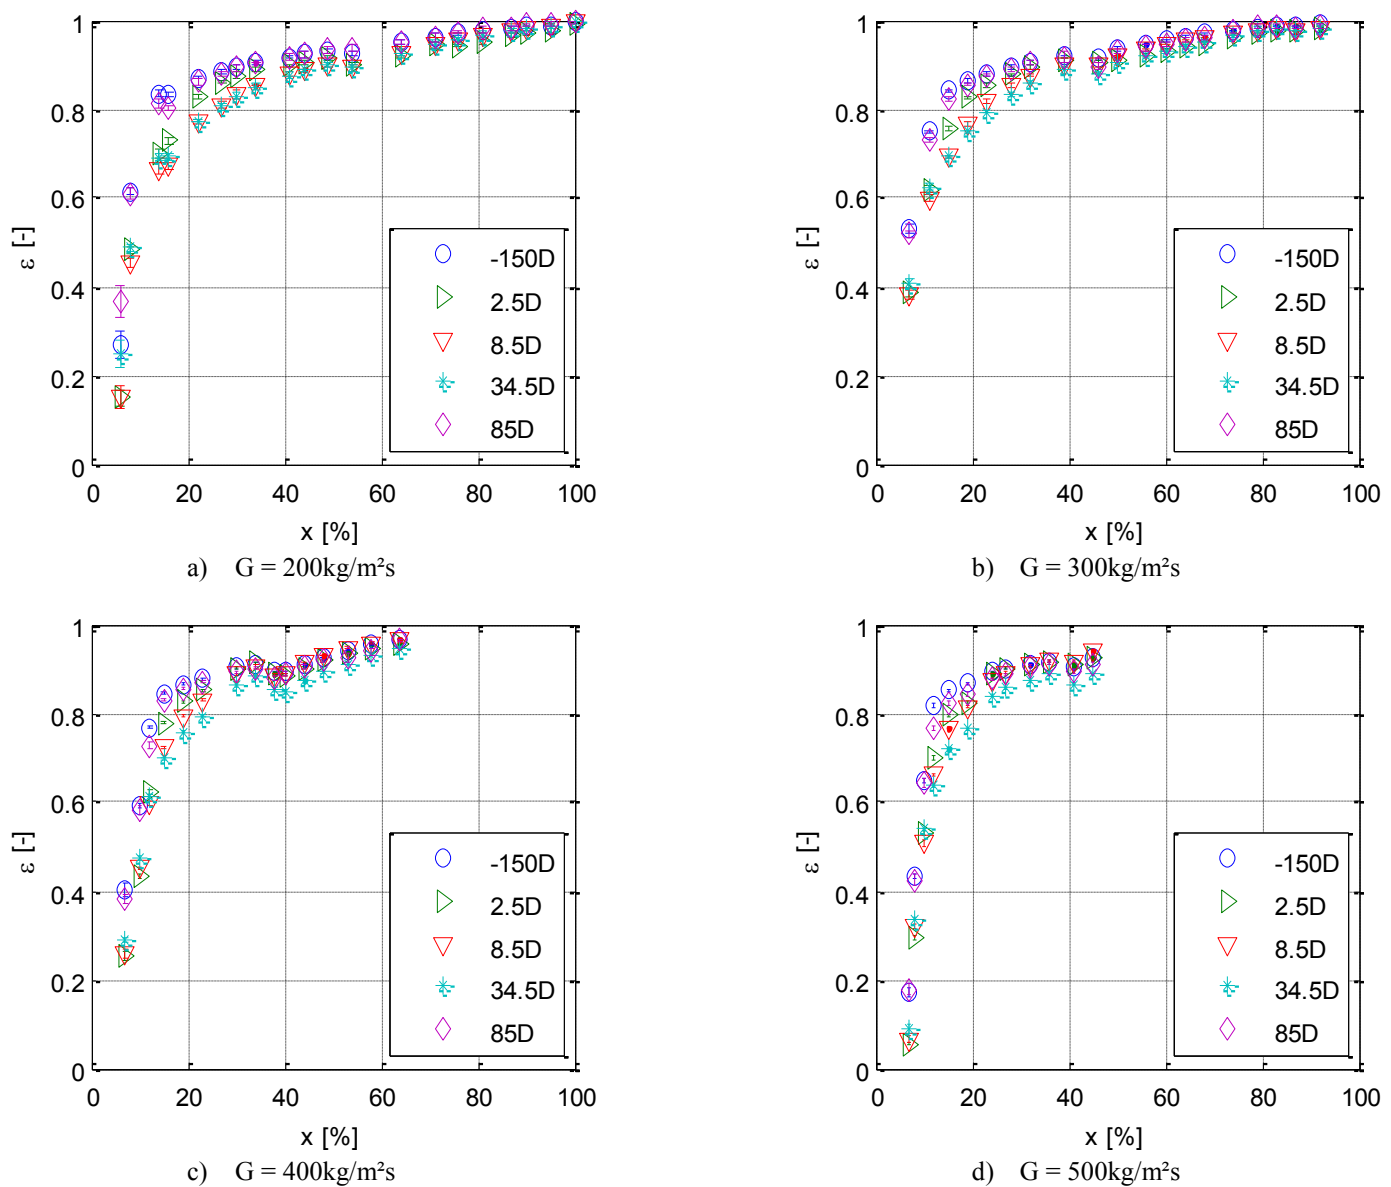 1
0.8
0.6
0.4
0.2
0
ε [-]
0 20 40 60 80 100
x [%]
-150D
2.5D
8.5D
34.5D
85D
a) G = 200kg/m²s
1
0.8
0.6
0.4
0.2
0
ε [-]
0 20 40 60 80 100
x [%]
-150D
2.5D
8.5D
34.5D
85D
b) G = 300kg/m²s
1
0.8
0.6
0.4
0.2
0
ε [-]
0 20 40 60 80 100
x [%]
-150D
2.5D
8.5D
34.5D
85D
c) G = 400kg/m²s
1
0.8
0.6
0.4
0.2
0
ε [-]
0 20 40 60 80 100
x [%]
-150D
2.5D
8.5D
34.5D
85D
d) G = 500kg/m²s